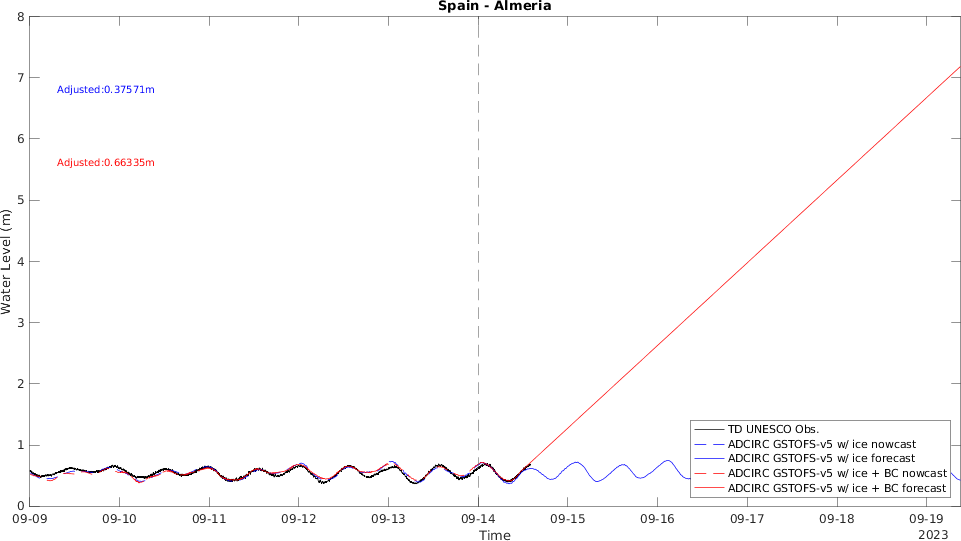 Spain - Almeria
8
7
6
5
4
3
2
1
0
Water Level (m)
Adjusted:0.37571m
Adjusted:0.66335m
TD UNESCO Obs.
ADCIRC GSTOFS-v5 w/ ice nowcast
ADCIRC GSTOFS-v5 w/ ice forecast
ADCIRC GSTOFS-v5 w/ ice + BC nowcast
ADCIRC GSTOFS-v5 w/ ice + BC forecast
09-09 09-10 09-11 09-12 09-13 09-14 09-15 09-16 09-17 09-18 09-19
Time
2023